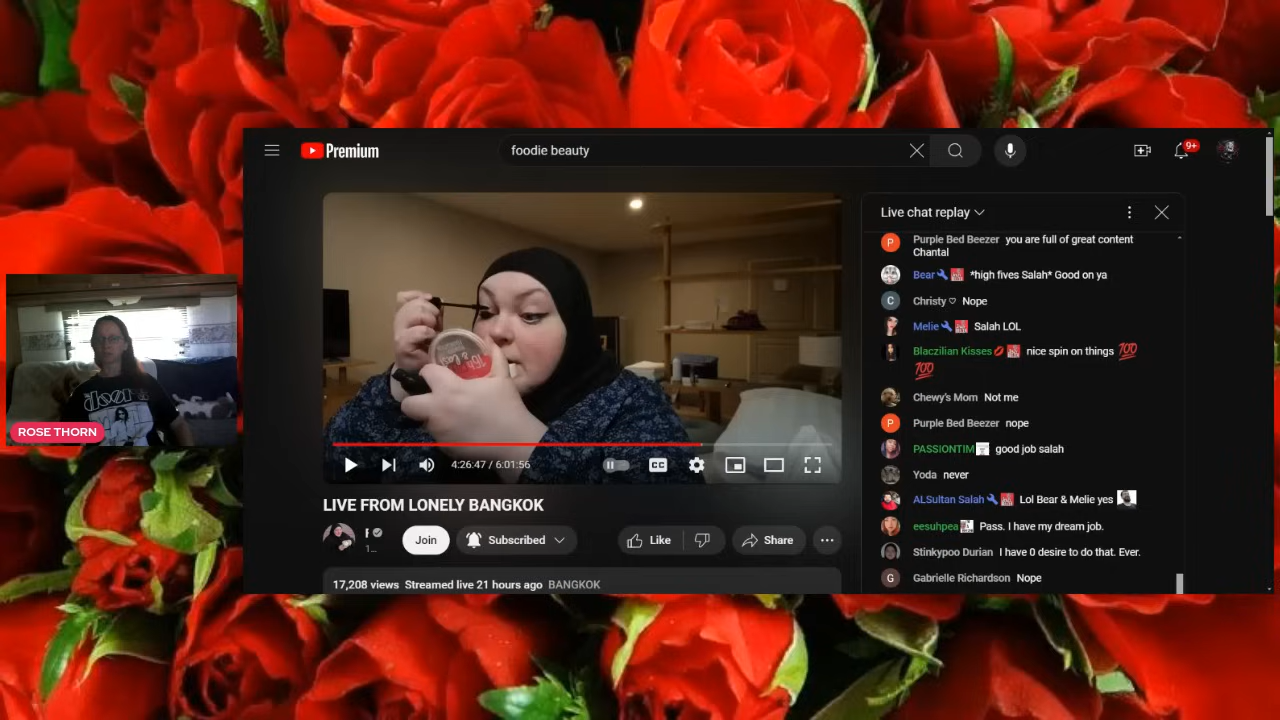 Premium
foodie beauty
9+
Live chat replay
P Purple Bed Beezer you are full of great content
Chantal
Bear *high fives Salah* Good on ya
C Christy♡ Nope
Melie Salah LOL
Blaczilian Kisses💋 nice spin on things 💯
💯
Chewy's Mom Not me
P Purple Bed Beezer nope
PASSIONTIM good job salah
Yoda never
ALSultan Salah Lol Bear & Melie yes
eesuhpea Pass. I have my dream job.
Stinkypoo Durian I have 0 desire to do that. Ever.
G Gabrielle Richardson Nope
ROSE THORN
4:26:47 / 6:01:56
CC
LIVE FROM LONELY BANGKOK
F
1...
Join
Subscribed
Like
Share
17,208 views Streamed live 21 hours ago BANGKOK